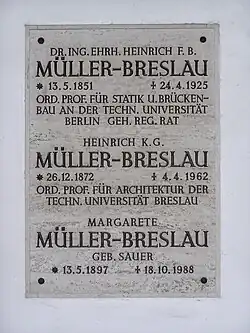 DR. ING. EHRH. HEINRICH F. B.
MÜLLER-BRESLAU
✶ 13.5.1851 ✝ 24.4.1925
ORD. PROF. FÜR STATIK U. BRÜCKEN-
BAU AN DER TECHN. UNIVERSITÄT
BERLIN GEH. REG. RAT
HEINRICH K. G.
MÜLLER-BRESLAU
✶ 26.12.1872 ✝ 4.4.1962
ORD. PROF. FÜR ARCHITEKTUR DER
TECHN. UNIVERSITÄT BRESLAU
MARGARETE
MÜLLER-BRESLAU
GEB. SAUER
✶ 13.5.1897 ✝ 18.10.1988